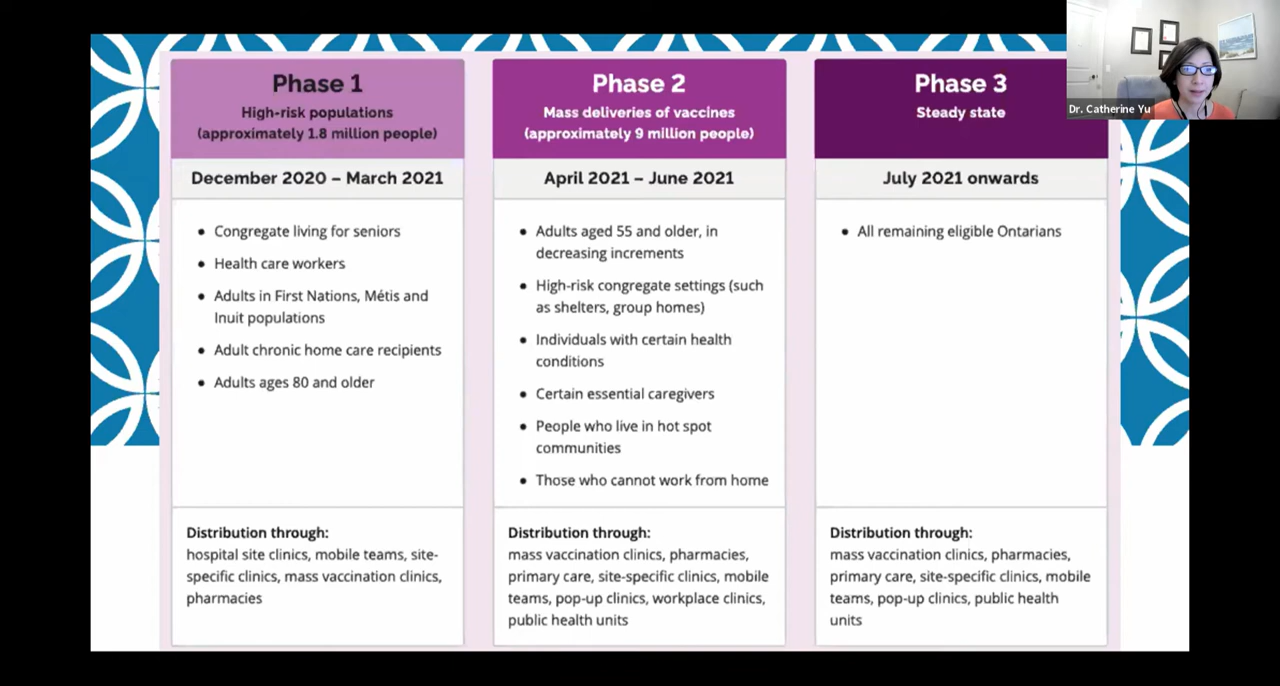 Phase 1
High-risk populations
(approximately 1.8 million people)
December 2020 – March 2021
• Congregate living for seniors
• Health care workers
• Adults in First Nations, Métis and
Inuit populations
• Adult chronic home care recipients
• Adults ages 80 and older
Distribution through:
hospital site clinics, mobile teams, site-
specific clinics, mass vaccination clinics,
pharmacies
Phase 2
Mass deliveries of vaccines
(approximately 9 million people)
April 2021 – June 2021
• Adults aged 55 and older, in
decreasing increments
• High-risk congregate settings (such
as shelters, group homes)
• Individuals with certain health
conditions
• Certain essential caregivers
• People who live in hot spot
communities
• Those who cannot work from home
Distribution through:
mass vaccination clinics, pharmacies,
primary care, site-specific clinics, mobile
teams, pop-up clinics, workplace clinics,
public health units
Phase 3
Steady state
July 2021 onwards
• All remaining eligible Ontarians
Distribution through:
mass vaccination clinics, pharmacies,
primary care, site-specific clinics, mobile
teams, pop-up clinics, public health
units
Dr. Catherine Yu